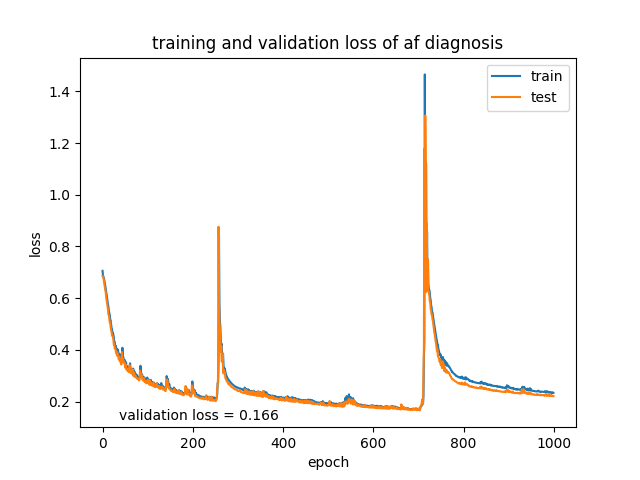 training and validation loss of af diagnosis
train
test
1.4
1.2
1.0
0.8
0.6
0.4
0.2
loss
validation loss = 0.166
0 200 400 600 800 1000
epoch